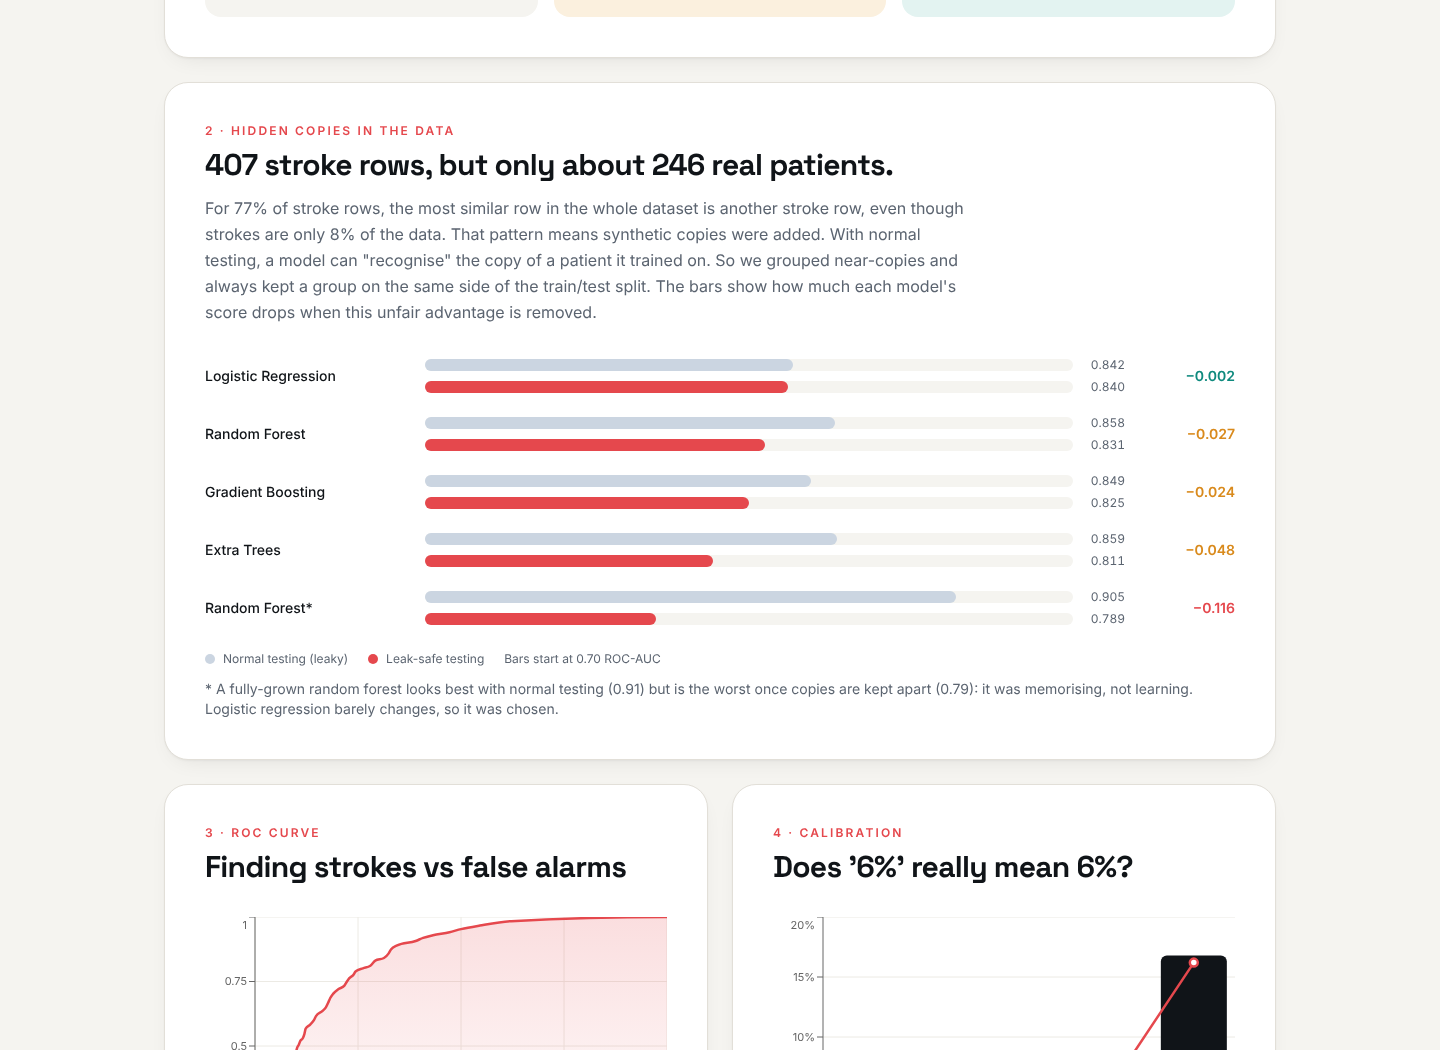 2 · HIDDEN COPIES IN THE DATA
407 stroke rows, but only about 246 real patients.
For 77% of stroke rows, the most similar row in the whole dataset is another stroke row, even though
strokes are only 8% of the data. That pattern means synthetic copies were added. With normal
testing, a model can "recognise" the copy of a patient it trained on. So we grouped near-copies and
always kept a group on the same side of the train/test split. The bars show how much each model's
score drops when this unfair advantage is removed.
Logistic Regression
0.842
0.840
−0.002
Random Forest
0.858
0.831
−0.027
Gradient Boosting
0.849
0.825
−0.024
Extra Trees
0.859
0.811
−0.048
Random Forest*
0.905
0.789
−0.116
Normal testing (leaky) Leak-safe testing Bars start at 0.70 ROC-AUC
* A fully-grown random forest looks best with normal testing (0.91) but is the worst once copies are kept apart (0.79): it was memorising, not learning.
Logistic regression barely changes, so it was chosen.
3 · ROC CURVE
Finding strokes vs false alarms
1
0.75
0.5
4 · CALIBRATION
Does ’6%’ really mean 6%?
20%
15%
10%